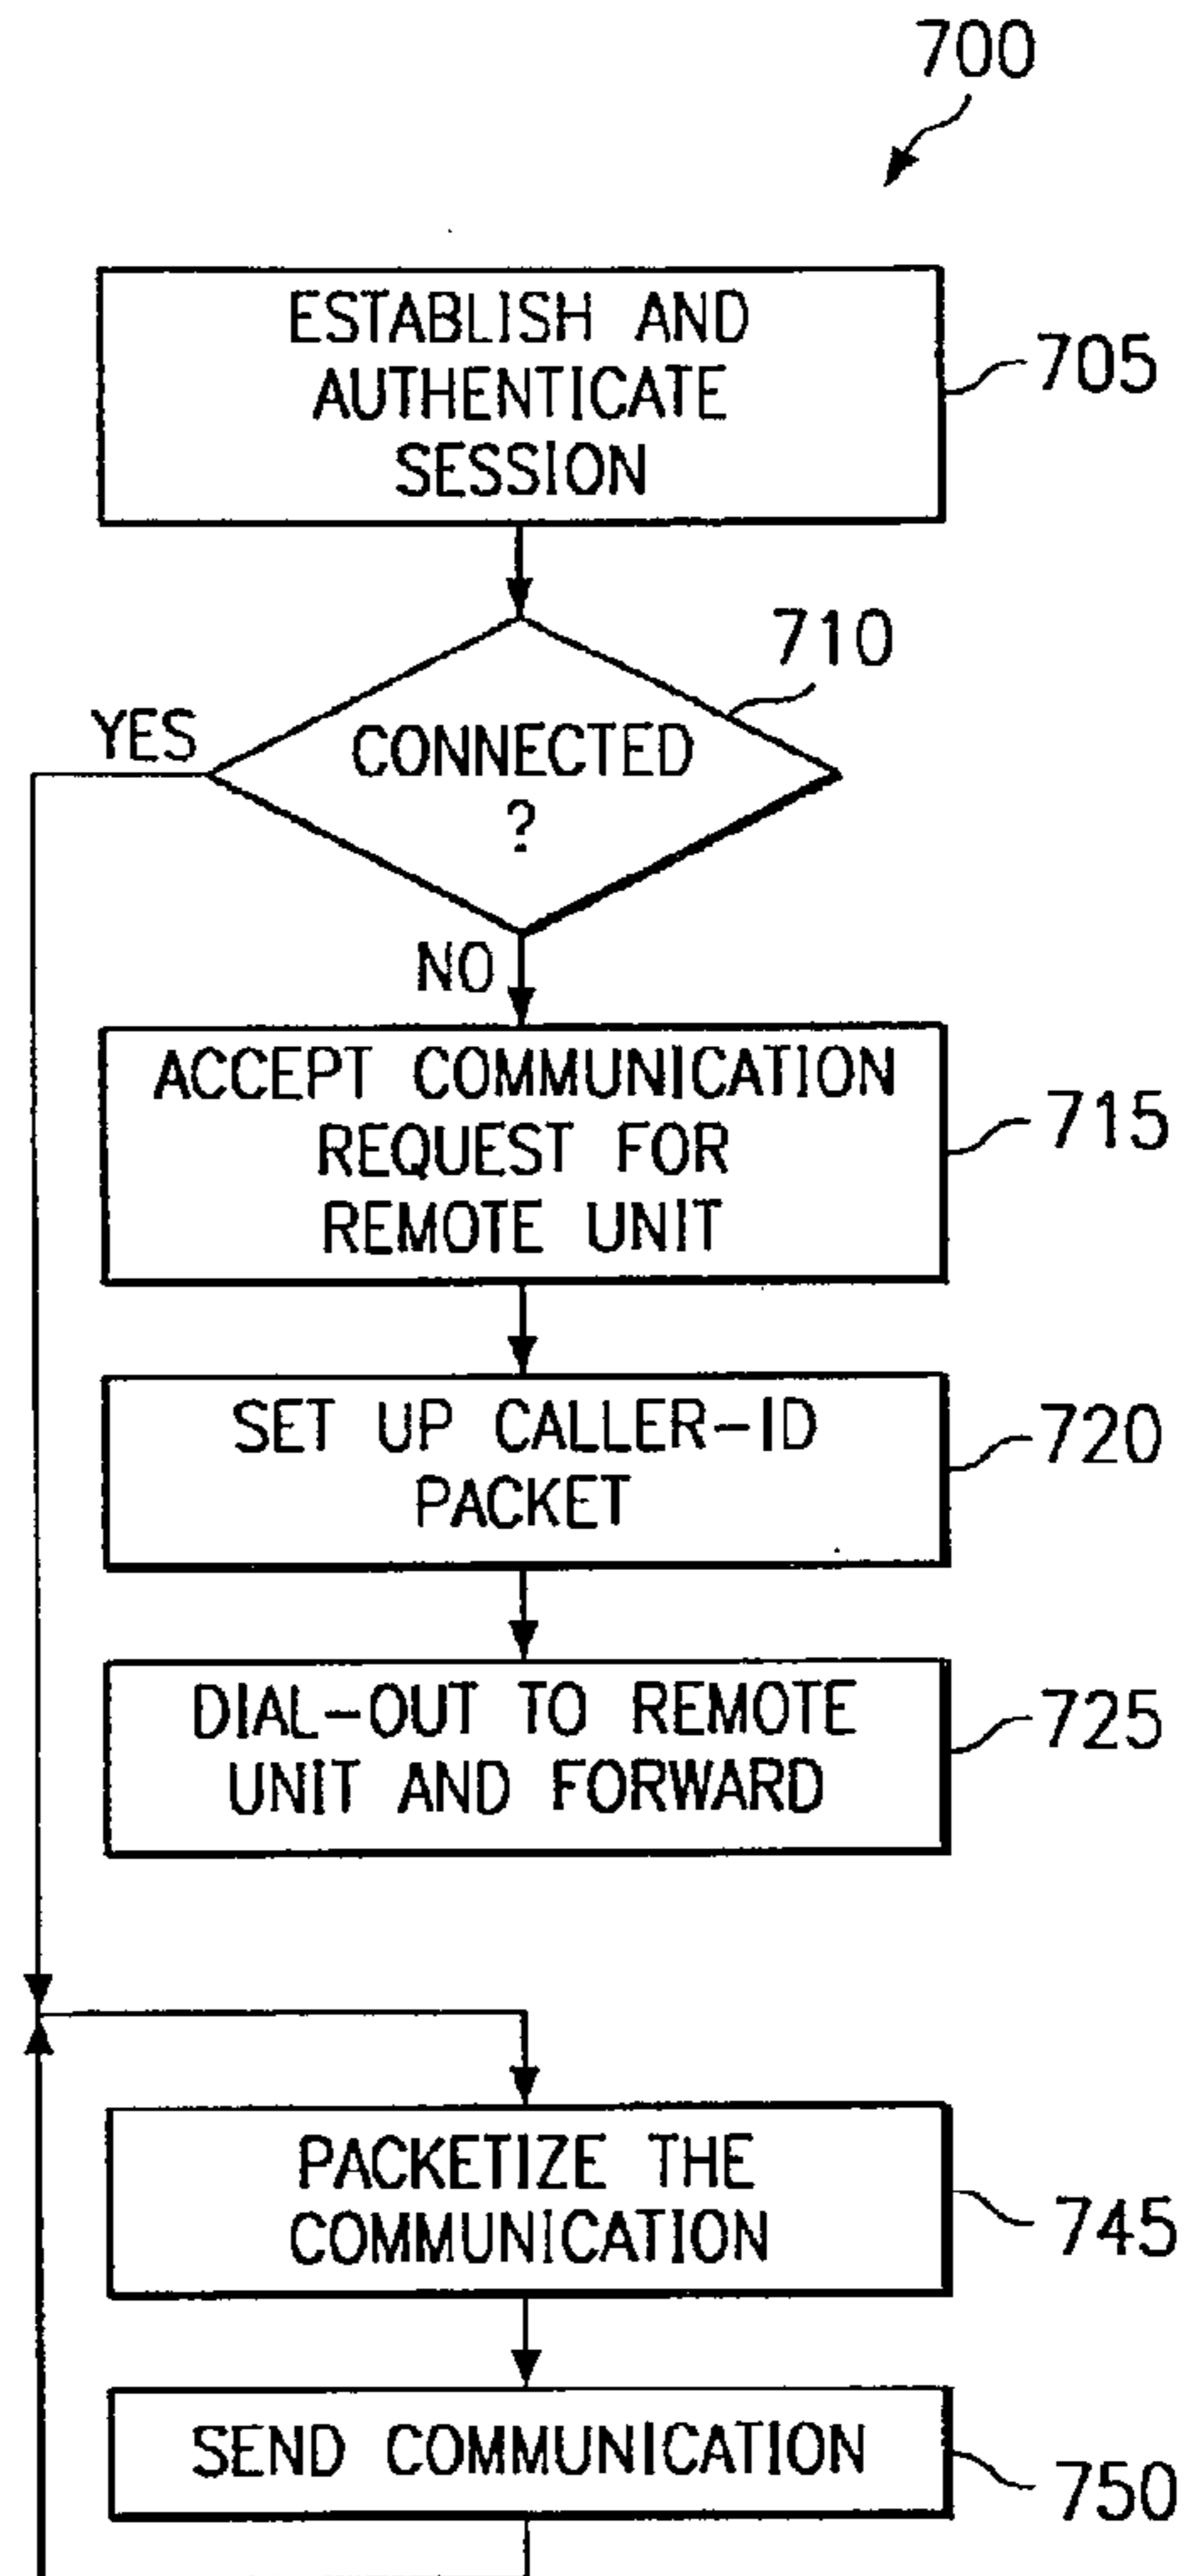 700
ESTABLISH AND
AUTHENTICATE
SESSION
705
710
YES
CONNECTED
?
NO
ACCEPT COMMUNICATION
REQUEST FOR
REMOTE UNIT
715
SET UP CALLER-ID
PACKET
720
DIAL-OUT TO REMOTE
UNIT AND FORWARD
725
PACKETIZE THE
COMMUNICATION
745
SEND COMMUNICATION
750